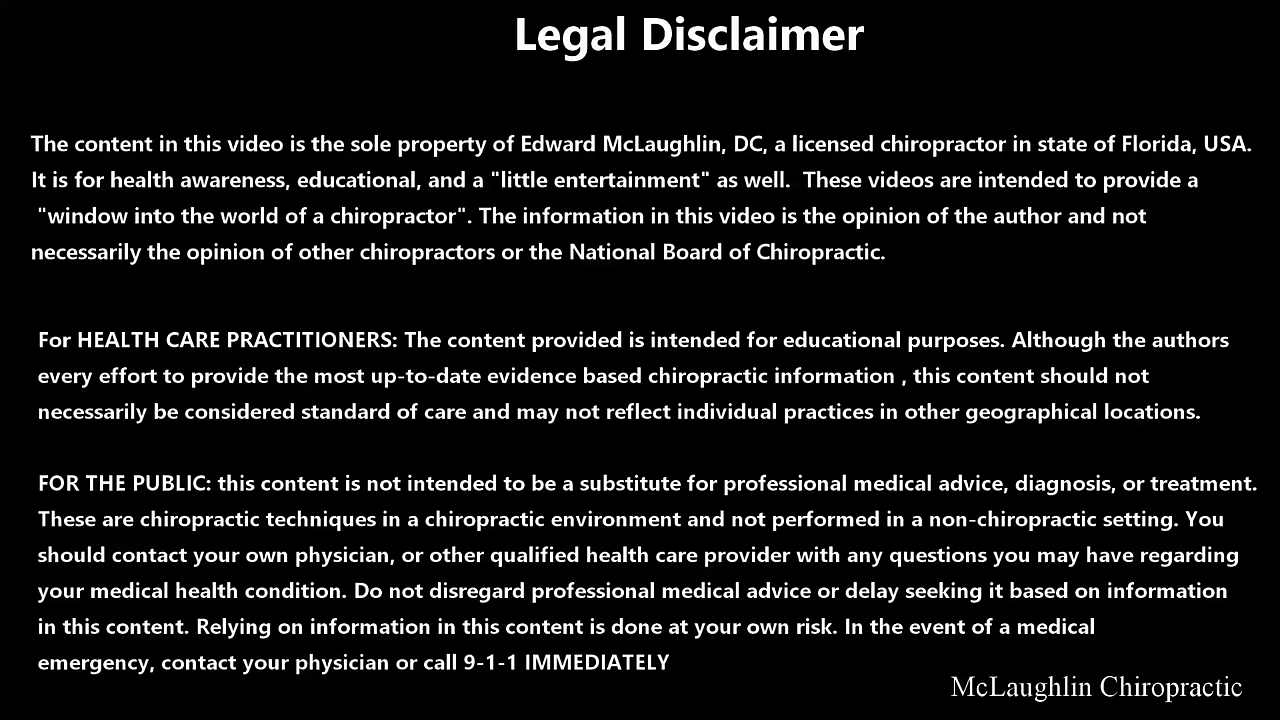 Legal Disclaimer
The content in this video is the sole property of Edward McLaughlin, DC, a licensed chiropractor in state of Florida, USA.
It is for health awareness, educational, and a "little entertainment" as well.  These videos are intended to provide a
"window into the world of a chiropractor". The information in this video is the opinion of the author and not
necessarily the opinion of other chiropractors or the National Board of Chiropractic.
For HEALTH CARE PRACTITIONERS: The content provided is intended for educational purposes. Although the authors
every effort to provide the most up-to-date evidence based chiropractic information , this content should not
necessarily be considered standard of care and may not reflect individual practices in other geographical locations.
FOR THE PUBLIC: this content is not intended to be a substitute for professional medical advice, diagnosis, or treatment.
These are chiropractic techniques in a chiropractic environment and not performed in a non-chiropractic setting. You
should contact your own physician, or other qualified health care provider with any questions you may have regarding
your medical health condition. Do not disregard professional medical advice or delay seeking it based on information
in this content. Relying on information in this content is done at your own risk. In the event of a medical
emergency, contact your physician or call 9-1-1 IMMEDIATELY
McLaughlin Chiropractic